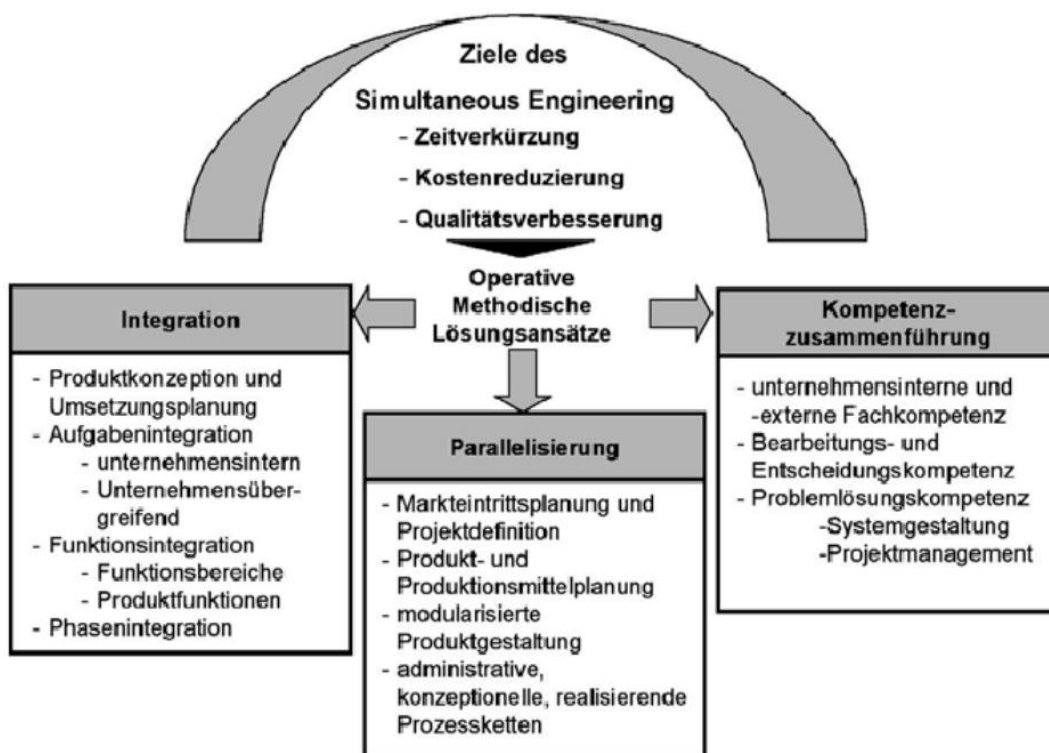 Ziele des
Simultaneous Engineering
- Zeitverkürzung
- Kostenreduzierung
- Qualitätsverbesserung
Operative
Methodische
Lösungsansätze
Integration
- Produktkonzeption und
Umsetzungsplanung
- Aufgabenintegration
- unternehmensintern
- Unternehmensüber-
greifend
- Funktionsintegration
- Funktionsbereiche
- Produktfunktionen
- Phasenintegration
Parallelisierung
- Markteintrittsplanung und
Projektdefinition
- Produkt- und
Produktionsmittelplanung
- modularisierte
Produktgestaltung
- administrative,
konzeptionelle, realisierende
Prozessketten
Kompetenz-
zusammenführung
- unternehmensinterne und
-externe Fachkompetenz
- Bearbeitungs- und
Entscheidungskompetenz
- Problemlösungskompetenz
-Systemgestaltung
-Projektmanagement